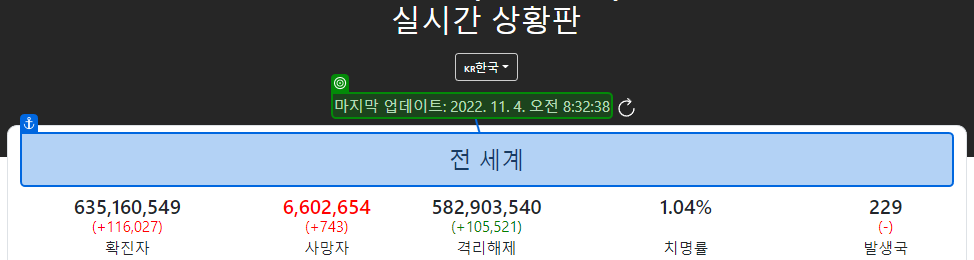 실시간 상황판
KR한국
마지막 업데이트: 2022. 11. 4. 오전 8:32:38
전 세계
635,160,549 6,602,654 582,903,540 1.04% 229
(+116,027) (+743) (+105,521) (-)
확진자 사망자 격리해제 치명률 발생국